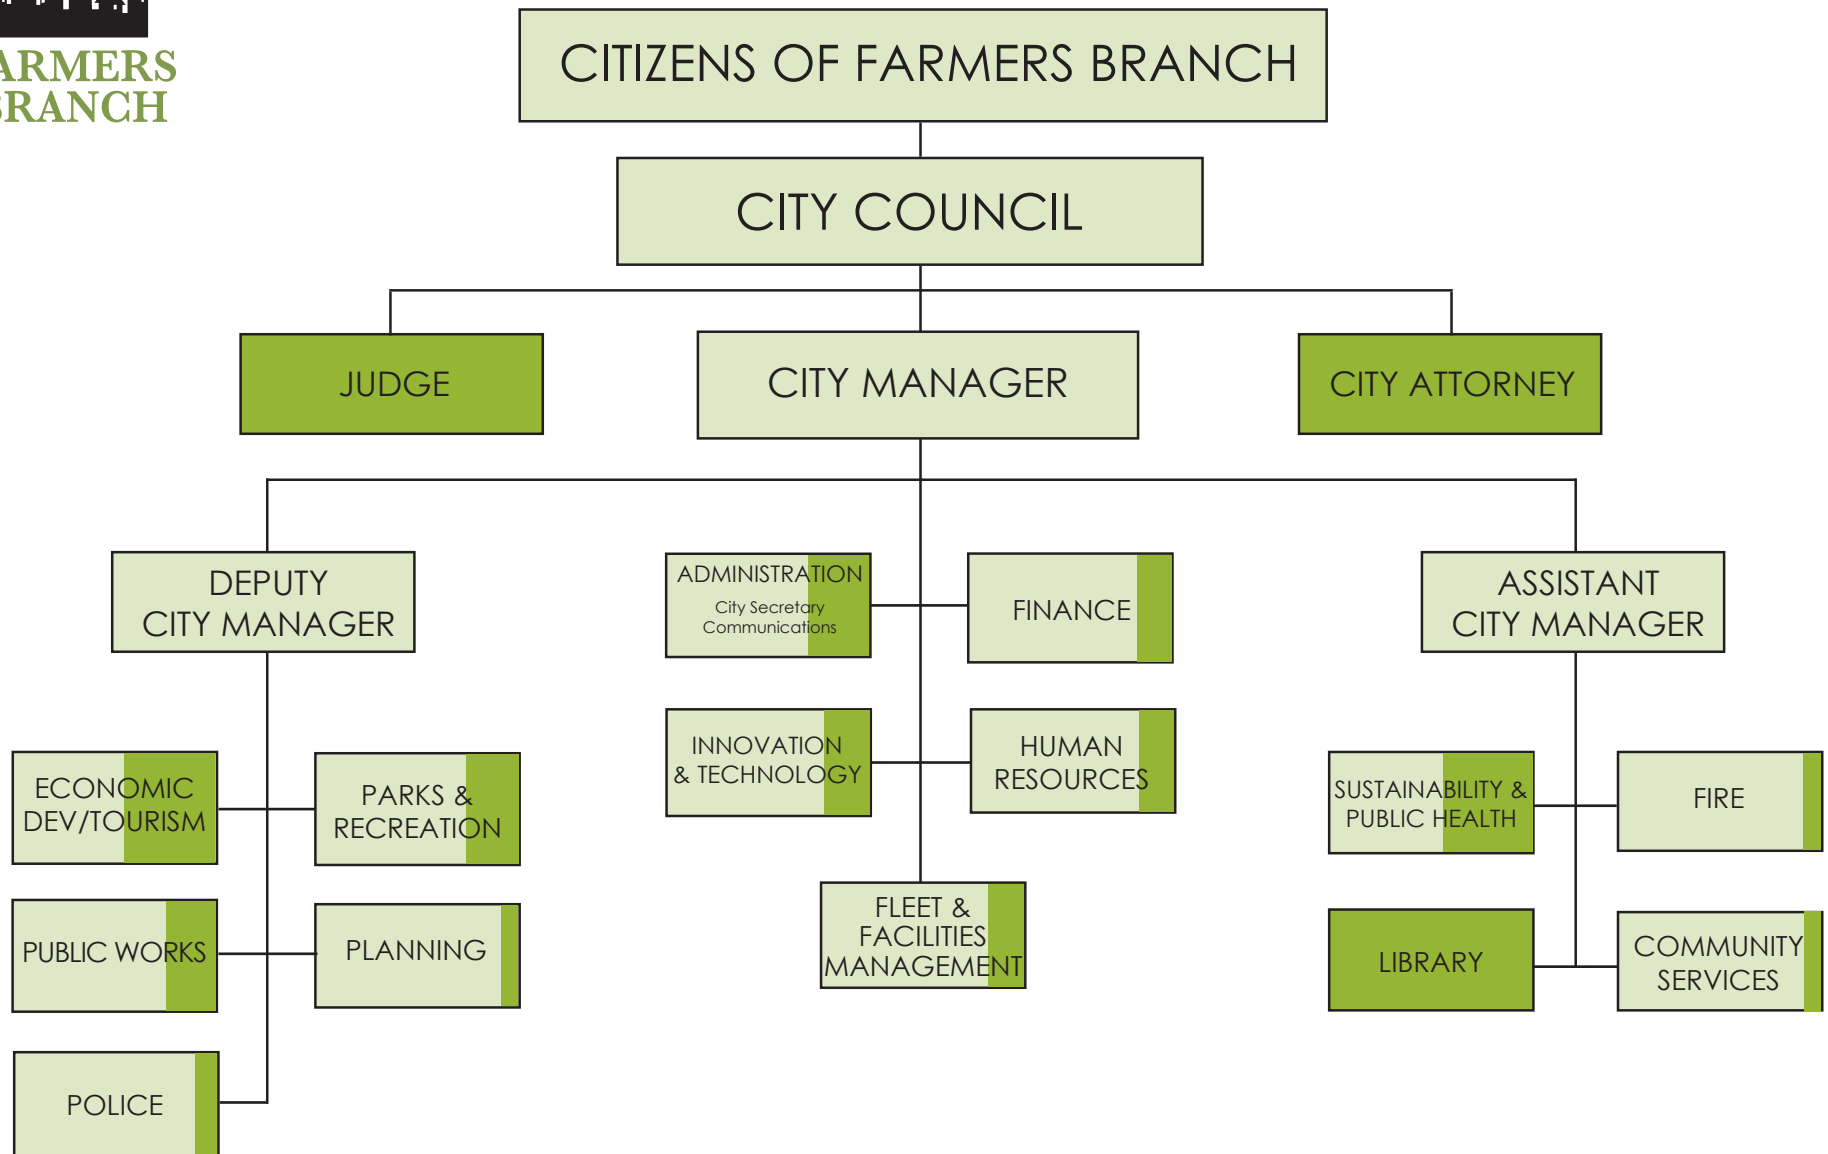 ARMERS
BRANCH
CITIZENS OF FARMERS BRANCH
CITY COUNCIL
JUDGE
CITY MANAGER
CITY ATTORNEY
DEPUTY
CITY MANAGER
ADMINISTRATION
City Secretary
Communications
FINANCE
ASSISTANT
CITY MANAGER
INNOVATION
& TECHNOLOGY
HUMAN
RESOURCES
ECONOMIC
DEV/TOURISM
PARKS &
RECREATION
SUSTAINABILITY &
PUBLIC HEALTH
FIRE
FLEET &
FACILITIES
MANAGEMENT
PUBLIC WORKS
PLANNING
LIBRARY
COMMUNITY
SERVICES
POLICE